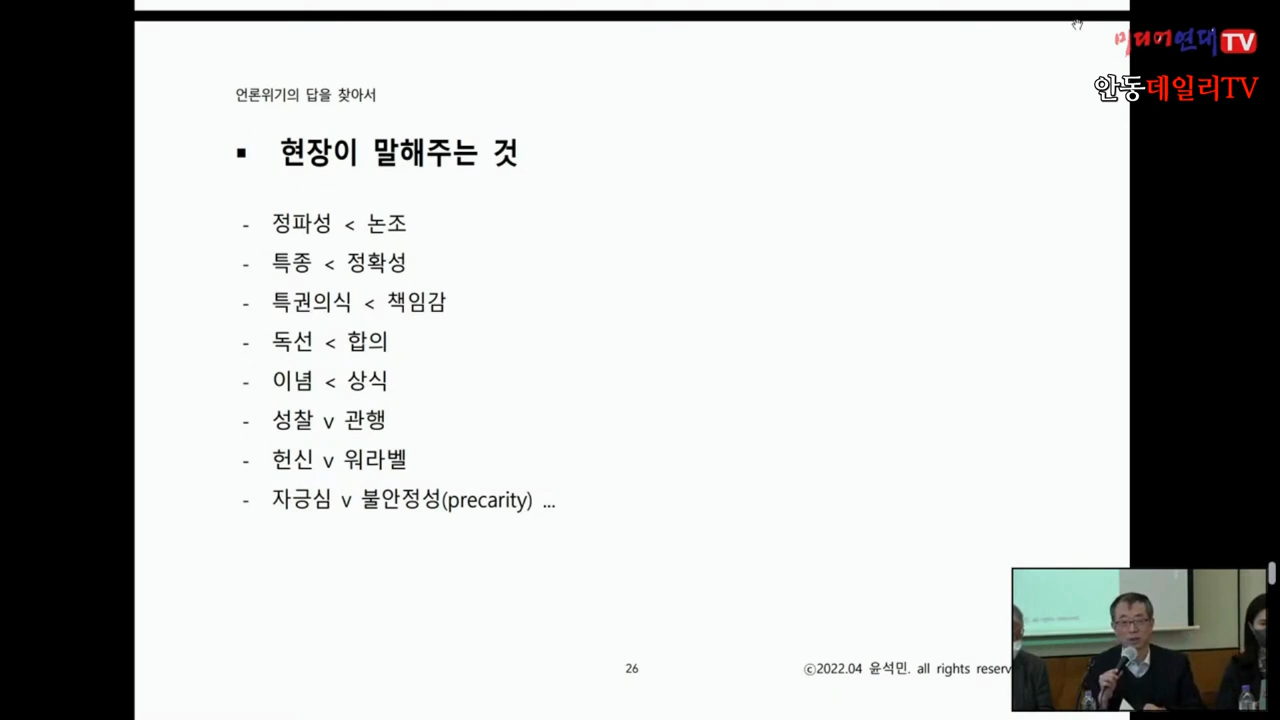 미디어연대TV
안동데일리TV
언론위기의 답을 찾아서
▪ 현장이 말해주는 것
- 정파성 < 논조
- 특종 < 정확성
- 특권의식 < 책임감
- 독선 < 합의
- 이념 < 상식
- 성찰 v 관행
- 헌신 v 워라벨
- 자긍심 v 불안정성(precarity) ...
26
ⓒ2022.04 윤석민. all rights reserv